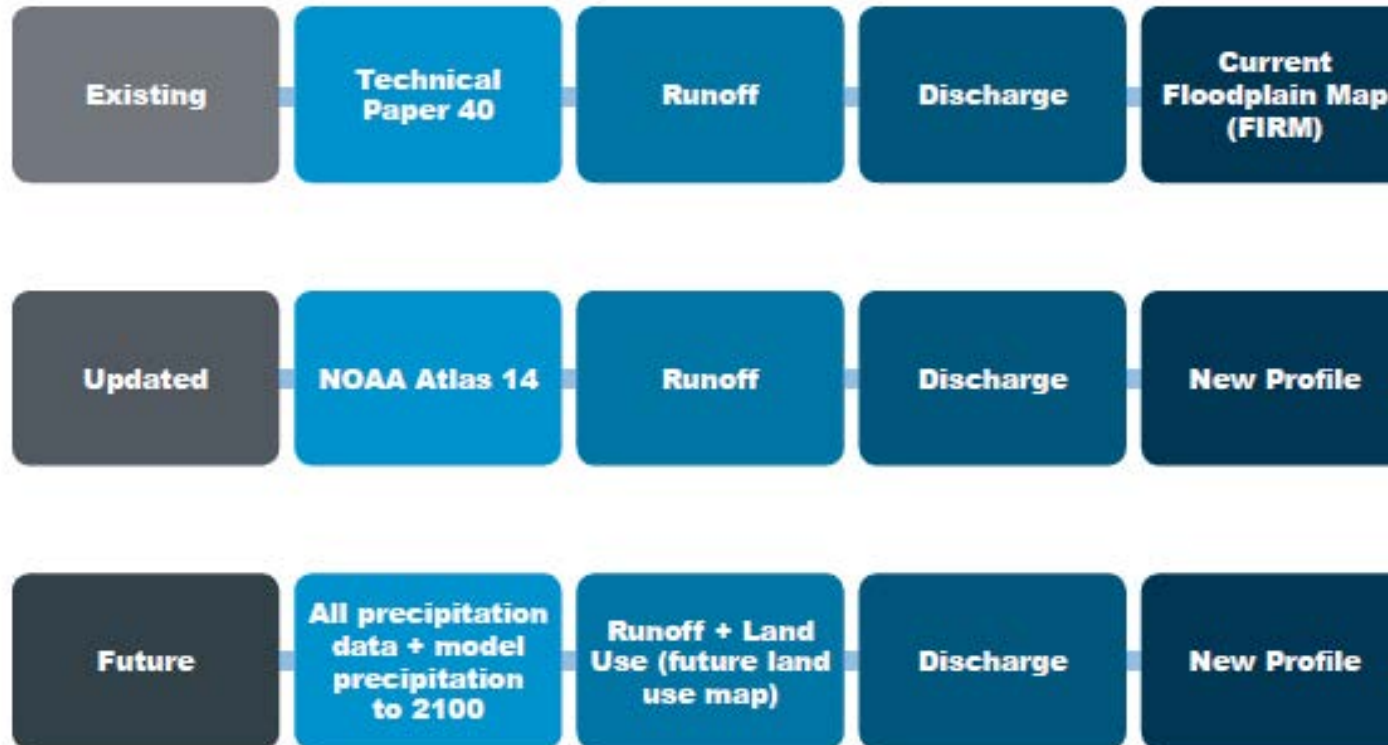 Existing
Technical
Paper 40
Runoff
Discharge
Current
Floodplain Map
(FIRM)
Updated
NOAA Atlas 14
Runoff
Discharge
New Profile
Future
All precipitation
data + model
precipitation
to 2100
Runoff + Land
Use (future land
use map)
Discharge
New Profile